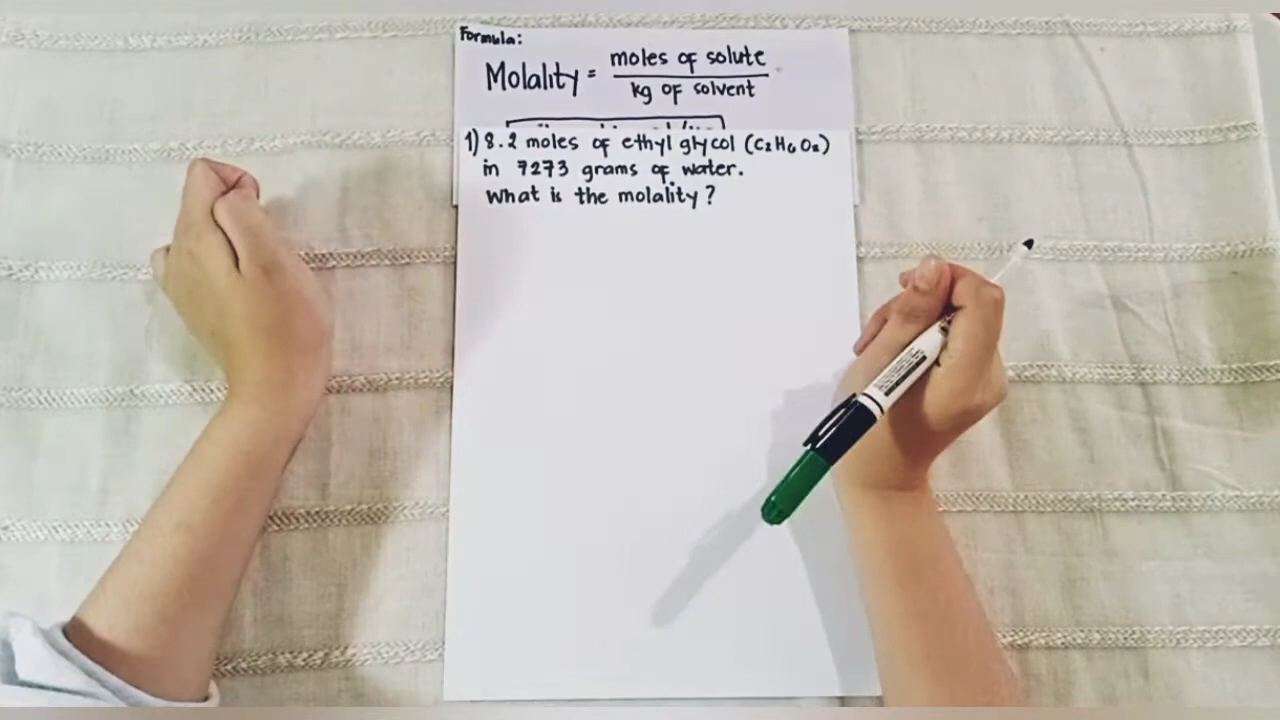 Formula:
Molality = moles of solute
kg of solvent
1) 8.2 moles of ethyl glycol (C₂H₆O₂)
in 7273 grams of water.
What is the molality?